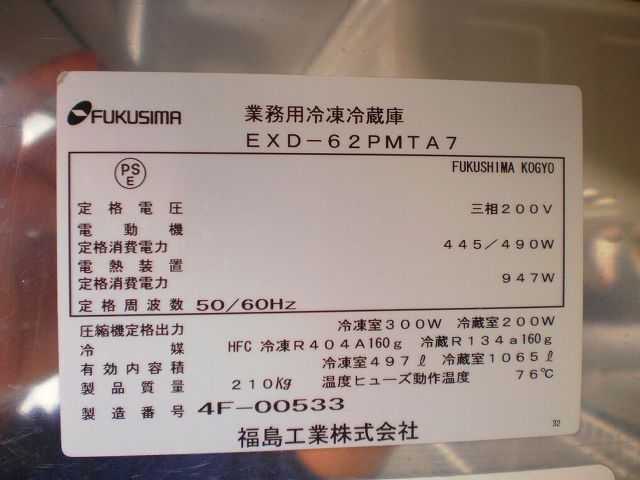 FUKUSIMA
業務用冷凍冷蔵庫
EXD-62PMTA7
PS E
FUKUSHIMA KOGYO
定格電圧 三相200V
電動機
定格消費電力 445/490W
電熱装置
定格消費電力 947W
定格周波数 50/60Hz
圧縮機定格出力 冷凍室300W 冷蔵室200W
冷媒 HFC 冷凍R404A160g 冷蔵R134a160g
有効内容積 冷凍室497ℓ 冷蔵室1065ℓ
製品質量 210kg 温度ヒューズ動作温度 76℃
製造番号 4F-00533
福島工業株式会社
32